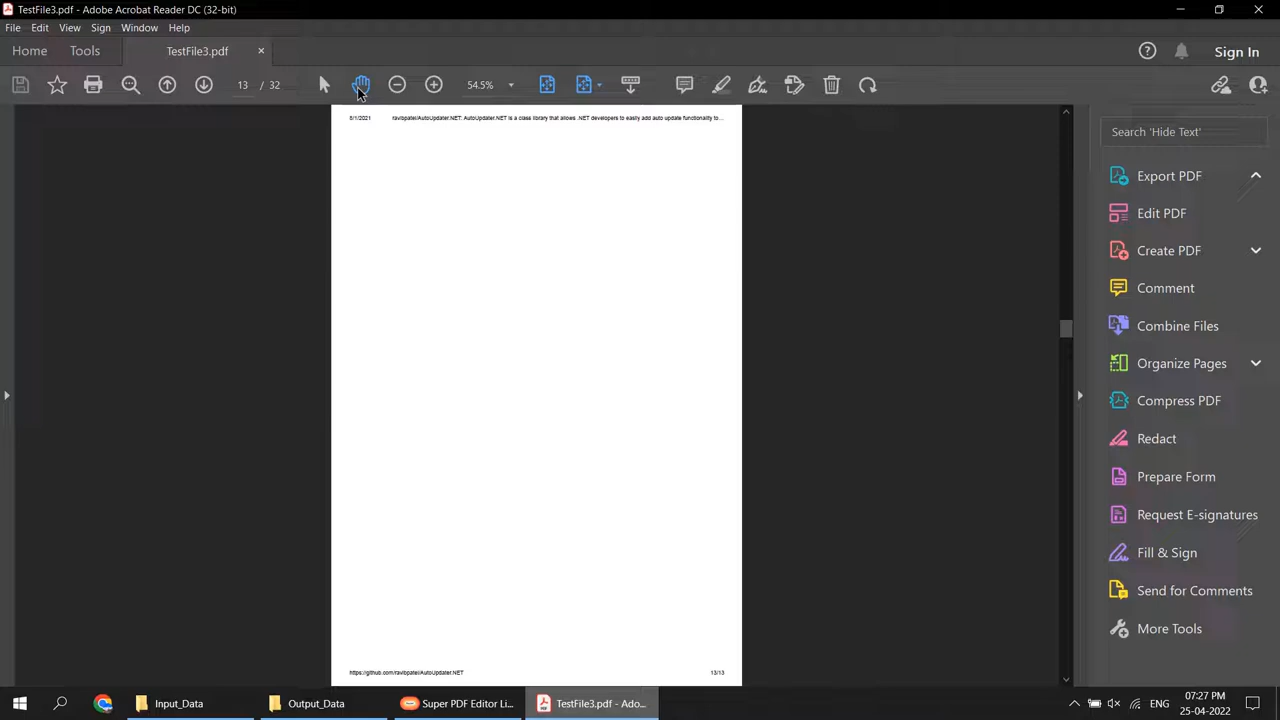 TestFile3.pdf - Adobe Acrobat Reader DC (32-bit)
File Edit View Sign Window Help
Home Tools TestFile3.pdf Sign In
13 / 32 54.5%
8/1/2021 ravibpatel/AutoUpdater.NET: AutoUpdater.NET is a class library that allows .NET developers to easily add auto update functionality to…
Search 'Hide Text'
Export PDF
Edit PDF
Create PDF
Comment
Combine Files
Organize Pages
Compress PDF
Redact
Prepare Form
Request E-signatures
Fill & Sign
Send for Comments
More Tools
https://github.com/ravibpatel/AutoUpdater.NET 13/13
Input_Data Output_Data Super PDF Editor Li... TestFile3.pdf - Ado... ENG 07:27 PM
25-04-2022